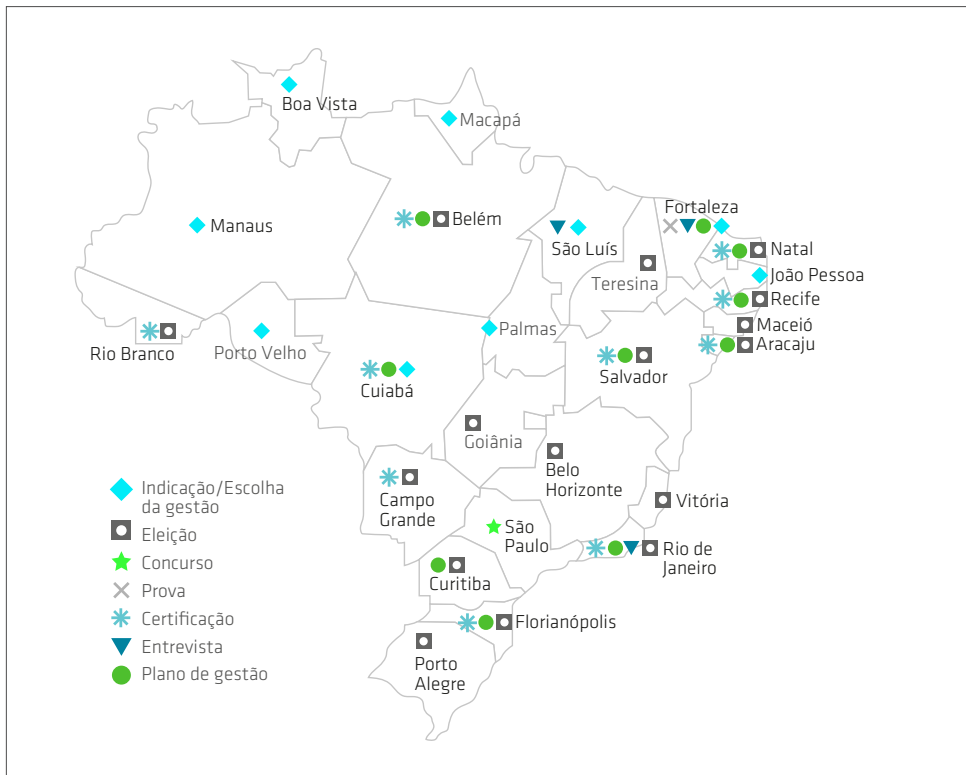 Boa Vista
Macapá
Manaus
Belém
São Luís
Fortaleza
Teresina
Natal
João Pessoa
Recife
Maceió
Aracaju
Rio Branco
Porto Velho
Palmas
Cuiabá
Salvador
Goiânia
Belo
Horizonte
Campo
Grande
São
Paulo
Vitória
Rio de
Janeiro
Curitiba
Florianópolis
Porto
Alegre
Indicação/Escolha
da gestão
Eleição
Concurso
Prova
Certificação
Entrevista
Plano de gestão